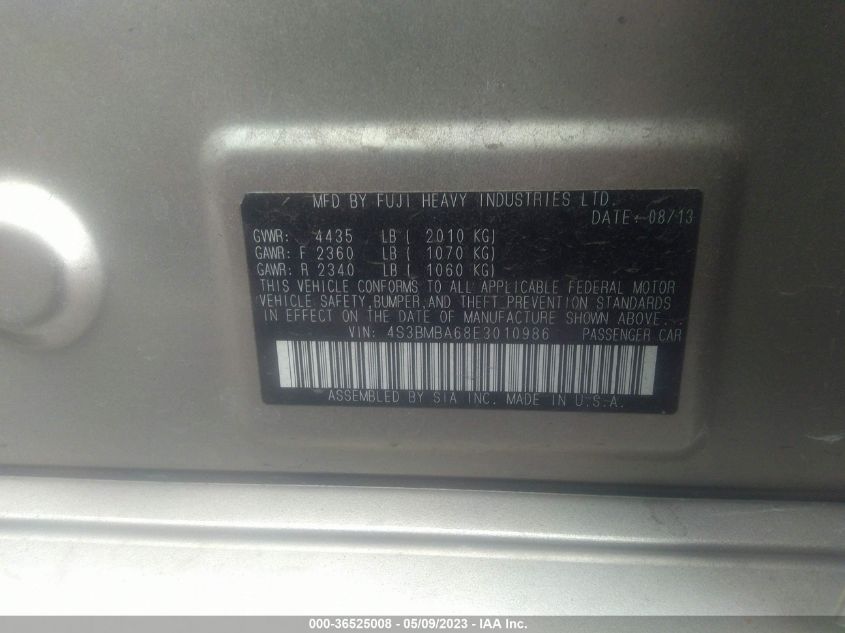 MFD BY FUJI HEAVY INDUSTRIES LTD.
DATE: 08/13
GVWR: 4435 LB ( 2010 KG)
GAWR: F 2360 LB ( 1070 KG)
GAWR: R 2340 LB ( 1060 KG)
THIS VEHICLE CONFORMS TO ALL APPLICABLE FEDERAL MOTOR
VEHICLE SAFETY,BUMPER,AND THEFT PREVENTION STANDARDS
IN EFFECT ON THE DATE OF MANUFACTURE SHOWN ABOVE.
VIN: 4S3BMBA68E3010986 PASSENGER CAR
ASSEMBLED BY SIA INC. MADE IN U.S.A.
000-36525008 - 05/09/2023 - IAA Inc.